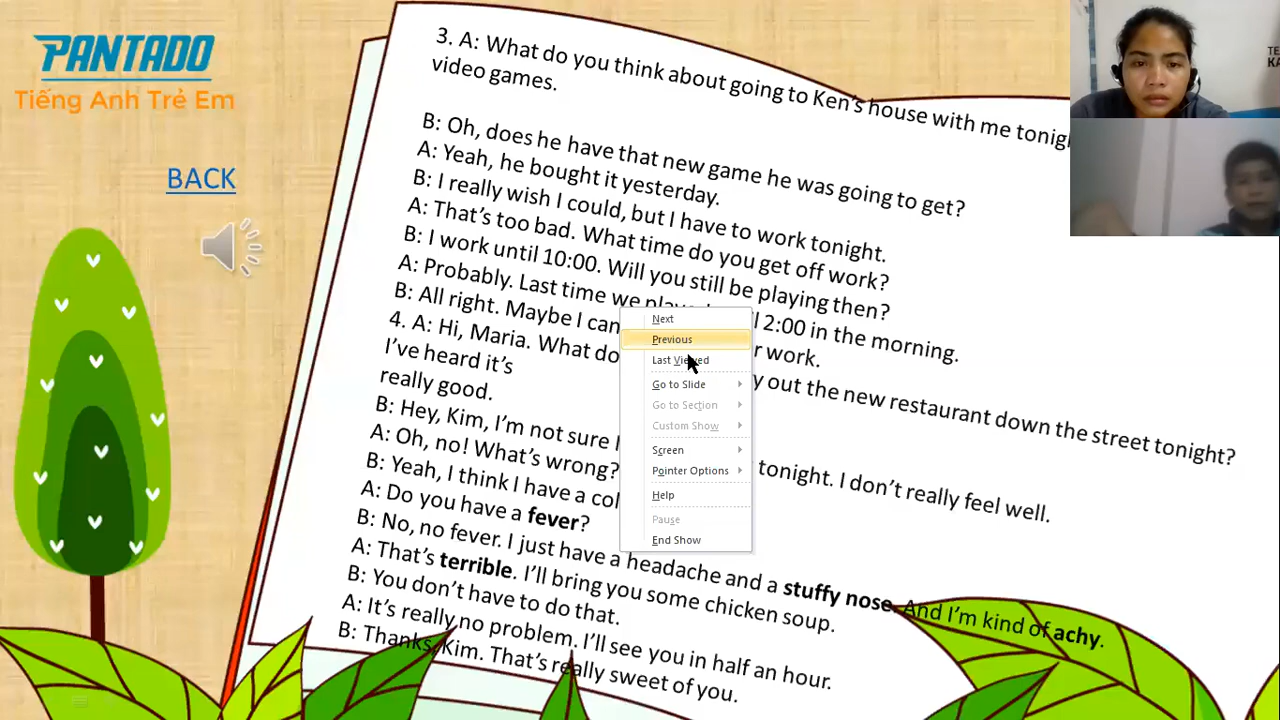 PANTADO
Tiếng Anh Trẻ Em
BACK
3. A: What do you think about going to Ken's house with me
video games.
B: Oh, does he have that new game he was going to get?
A: Yeah, he bought it yesterday.
B: I really wish I could, but I have to work tonight.
A: That's too bad. What time do you get off work?
B: I work until 10:00. Will you still be playing then?
A: Probably. Last time we 2:00 in the morning.
B: All right. Maybe I can work.
4. A: Hi, Maria. What do out the new restaurant down the street tonight?
I've heard it's
really good.
B: Hey, Kim, I'm not sure tonight. I don't really feel well.
A: Oh, no! What's wrong?
B: Yeah, I think I have a
A: Do you have a fever?
B: No, no fever. I just have a headache and a stuffy nose. And I'm kind of achy.
A: That's terrible. I'll bring you some chicken soup.
B: You don't have to do that.
A: It's really no problem. I'll see you in half an hour.
B: Thanks, Kim. That's really sweet of you.
Next
Previous
Last Viewed
Go to Slide
Go to Section
Custom Show
Screen
Pointer Options
Help
Pause
End Show